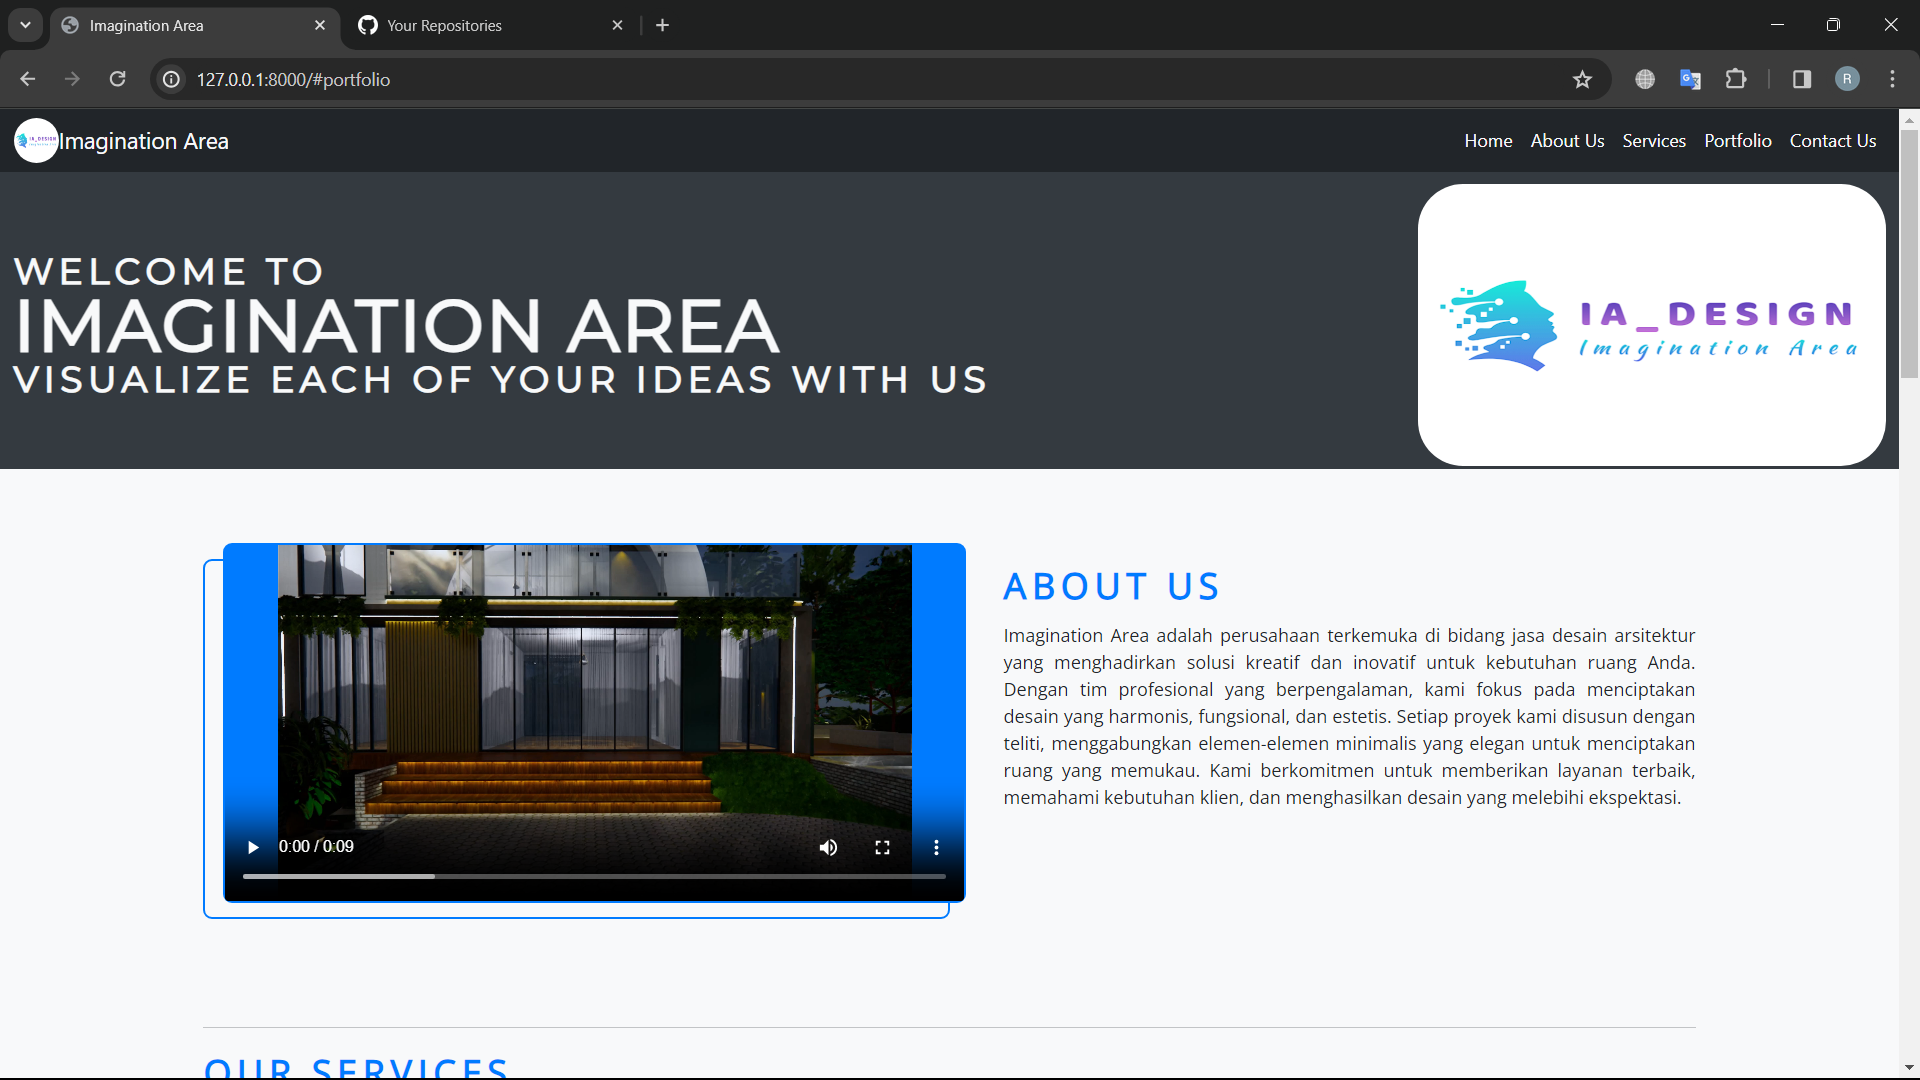 Imagination Area
Your Repositories
127.0.0.1:8000/#portfolio
R
IA_DESIGN
Imagination Area
Home About Us Services Portfolio Contact Us
WELCOME TO
IMAGINATION AREA
VISUALIZE EACH OF YOUR IDEAS WITH US
IA_DESIGN
Imagination Area
0:00 / 0:09
ABOUT US
Imagination Area adalah perusahaan terkemuka di bidang jasa desain arsitektur
yang menghadirkan solusi kreatif dan inovatif untuk kebutuhan ruang Anda.
Dengan tim profesional yang berpengalaman, kami fokus pada menciptakan
desain yang harmonis, fungsional, dan estetis. Setiap proyek kami disusun dengan
teliti, menggabungkan elemen-elemen minimalis yang elegan untuk menciptakan
ruang yang memukau. Kami berkomitmen untuk memberikan layanan terbaik,
memahami kebutuhan klien, dan menghasilkan desain yang melebihi ekspektasi.
OUR SERVICES